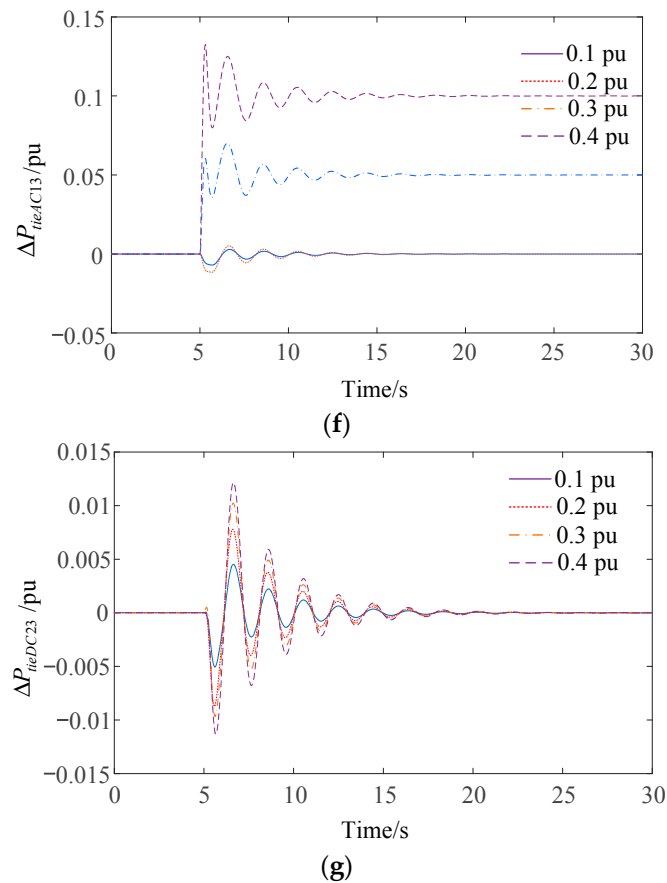 0.15
0.1
0.05
0
−0.05
ΔP_tieAC13 /pu
0.1 pu
0.2 pu
0.3 pu
0.4 pu
0 5 10 15 20 25 30
Time/s
(f)
0.015
0.01
0.005
0
−0.005
−0.01
−0.015
ΔP_tieDC23 /pu
0.1 pu
0.2 pu
0.3 pu
0.4 pu
0 5 10 15 20 25 30
Time/s
(g)